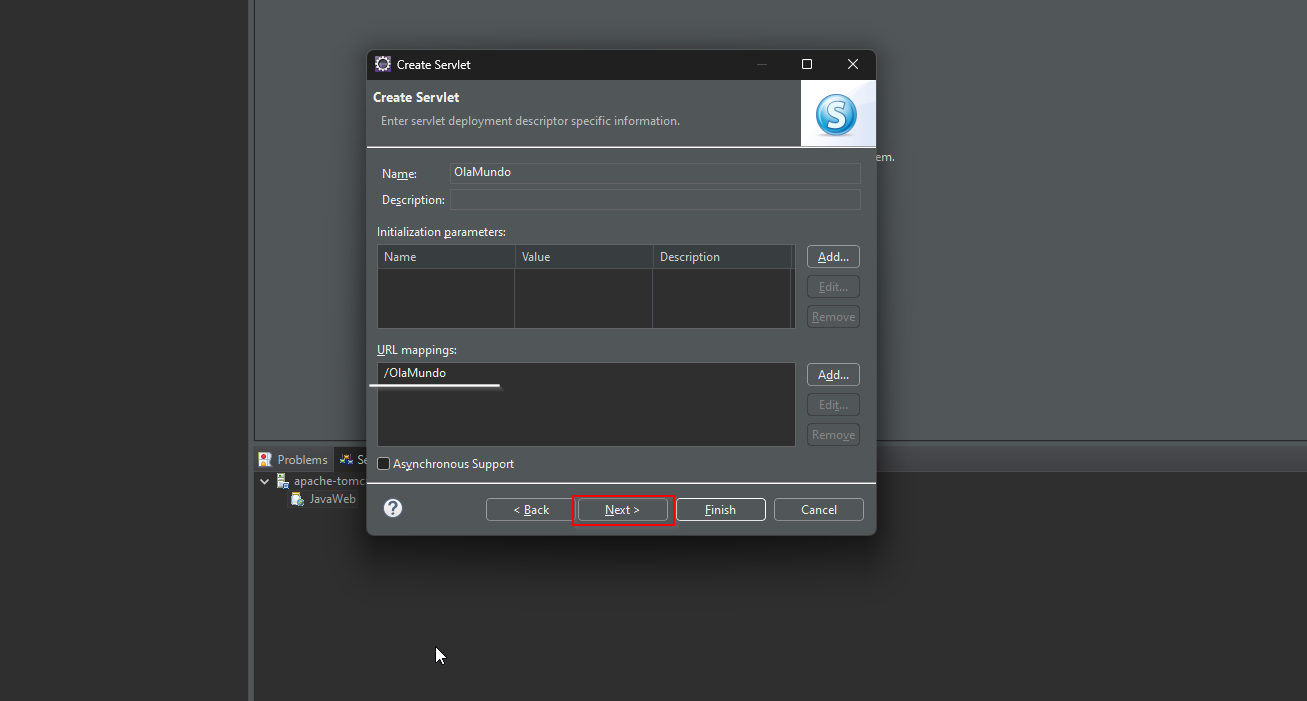 Create Servlet
Create Servlet
Enter servlet deployment descriptor specific information.
em.
Name: OlaMundo
Description:
Initialization parameters:
Name Value Description
Add...
Edit...
Remove
URL mappings:
/OlaMundo
Add...
Edit...
Remove
Asynchronous Support
Problems Se
apache-tomc
JavaWeb
? < Back Next > Finish Cancel